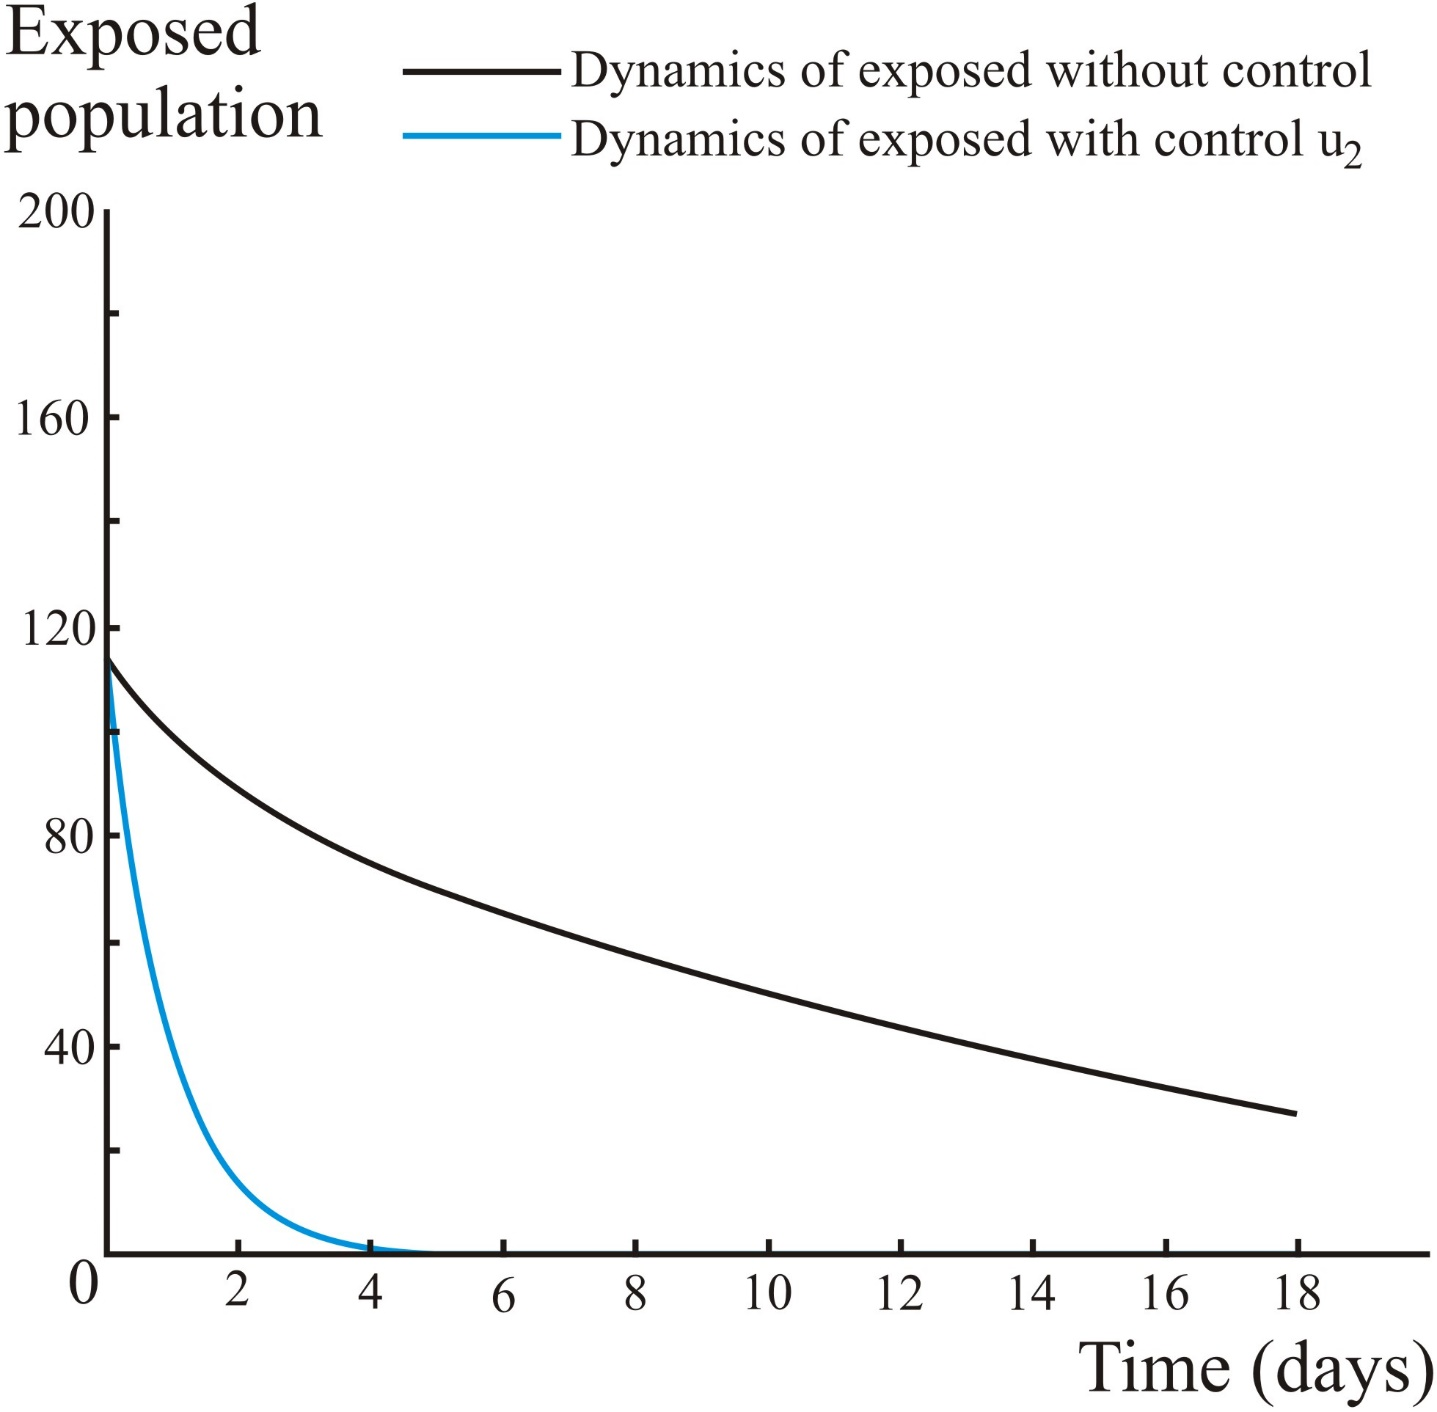 Exposed
population
Dynamics of exposed without control
Dynamics of exposed with control u₂
200
160
120
80
40
0
2 4 6 8 10 12 14 16 18
Time (days)